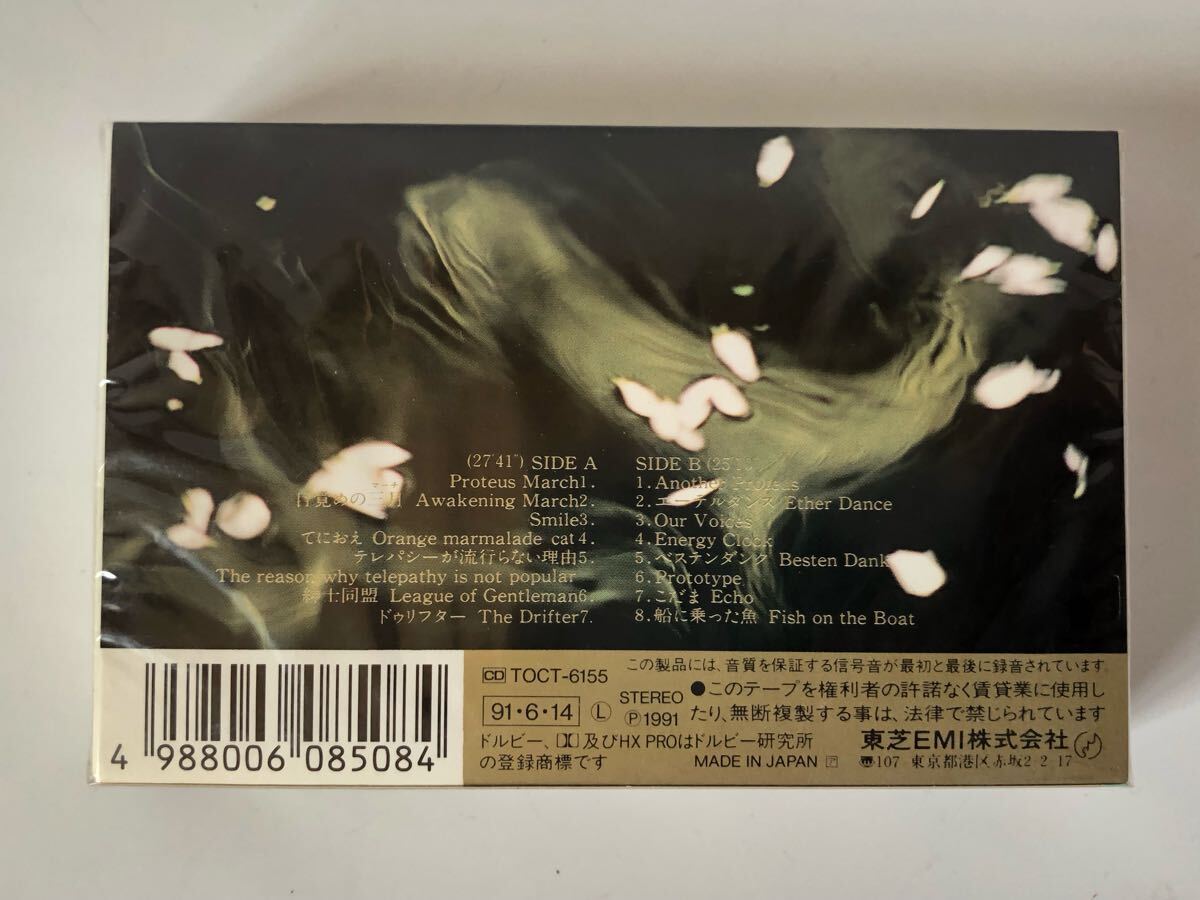 (27'41") SIDE A
Proteus March1.
マーチ
目覚めの三月 Awakening March2.
Smile3.
てにおえ Orange marmalade cat4.
テレパシーが流行らない理由5.
The reason why telepathy is not popular
紳士同盟 League of Gentleman6.
ドゥリフター The Drifter7.
SIDE B
1.Another Proteus
2.エーテルダンス Ether Dance
3.Our Voices
4.Energy Clock
5.ベステンダンク Besten Dank
6.Prototype
7.こだま Echo
8.船に乗った魚 Fish on the Boat
4 988006 085084
CD TOCT-6155
91・6・14 Ⓛ STEREO
Ⓟ1991
ドルビー、及びHX PROはドルビー研究所
の登録商標です
この製品には、音質を保証する信号音が最初と最後に録音されています
●このテープを権利者の許諾なく賃貸業に使用し
たり、無断複製する事は、法律で禁じられています
東芝EMI株式会社
MADE IN JAPAN
〠107 東京都港区赤坂2-2-17